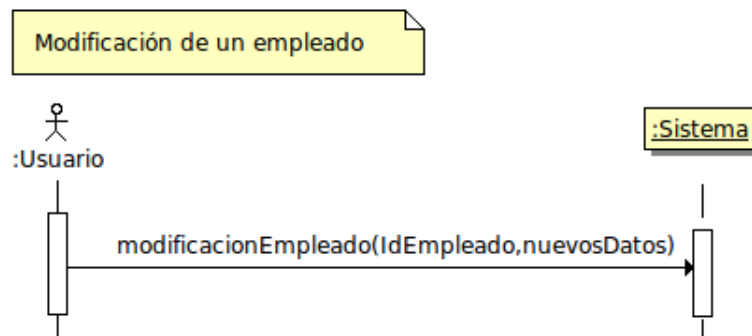 Modificación de un empleado
:Usuario
:Sistema
modificacionEmpleado(IdEmpleado,nuevosDatos)